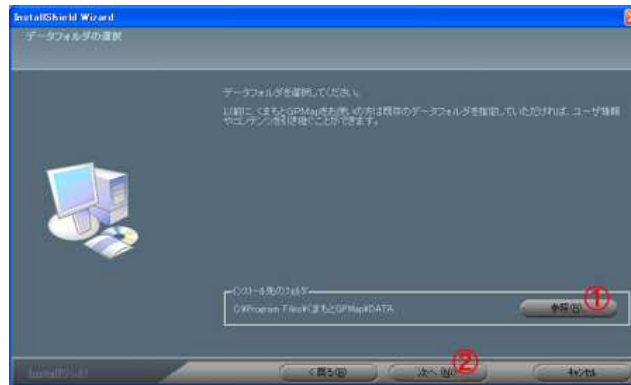 InstallShield Wizard
データフォルダの選択
データフォルダを選択してください。
以前に くまもとGPMapをお使いの方は既存のデータフォルダを指定していただければ、ユーザ情報
やコンテンツを引き継ぐことができます。
インストール先のフォルダ
C:¥Program Files¥くまもとGPMap¥DATA
参照(R)...
①
InstallShield
< 戻る(B)
次へ(N) >
②
キャンセル